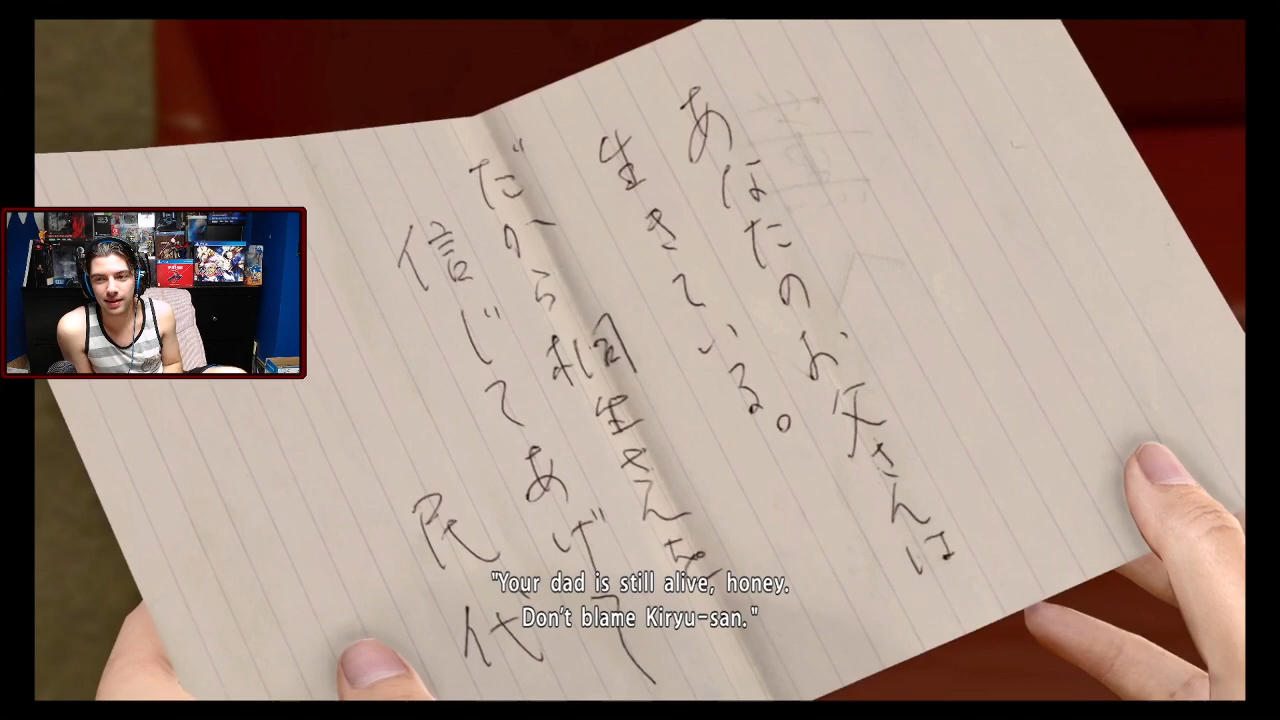 あなたのお父さんは
生きている。
だから桐生さんを
信じてあげて
民代
"Your dad is still alive, honey.
Don't blame Kiryu-san."